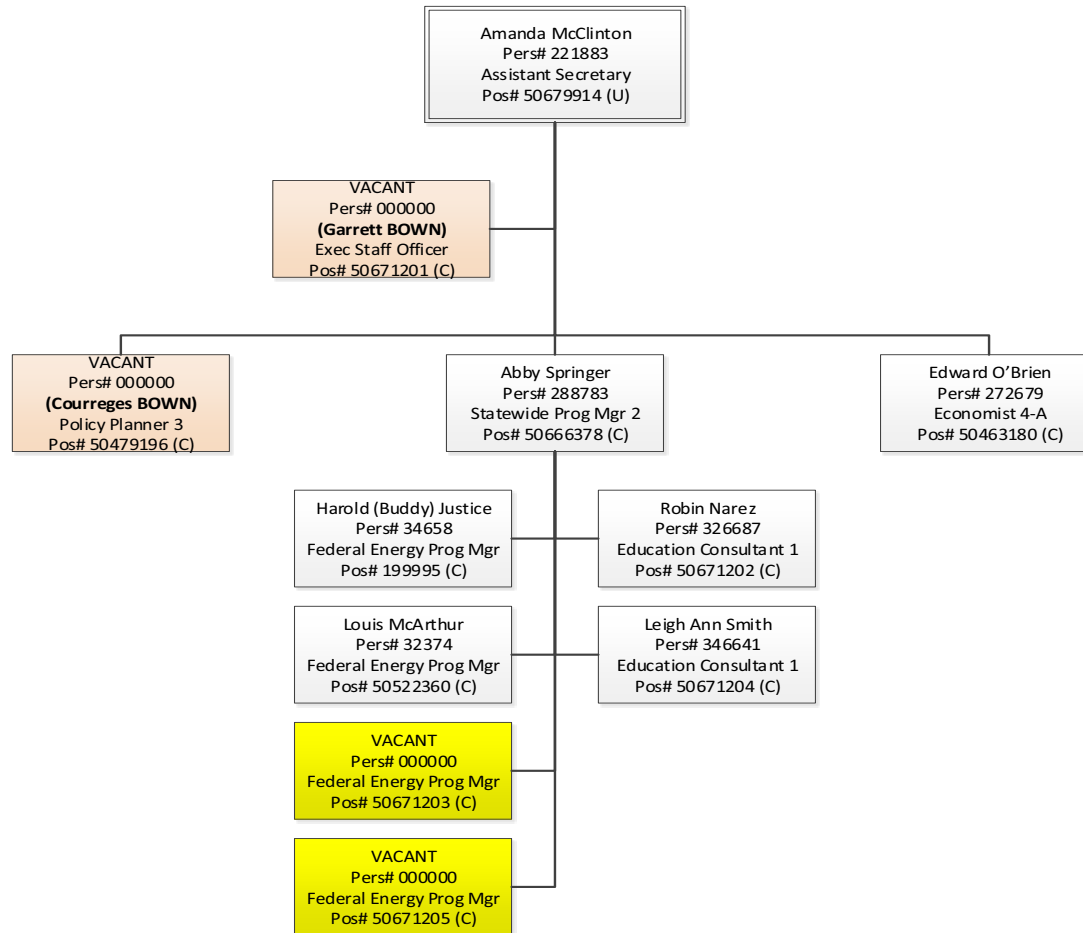 Amanda McClinton
Pers# 221883
Assistant Secretary
Pos# 50679914 (U)
VACANT
Pers# 000000
(Garrett BOWN)
Exec Staff Officer
Pos# 50671201 (C)
VACANT
Pers# 000000
(Courreges BOWN)
Policy Planner 3
Pos# 50479196 (C)
Abby Springer
Pers# 288783
Statewide Prog Mgr 2
Pos# 50666378 (C)
Edward O’Brien
Pers# 272679
Economist 4-A
Pos# 50463180 (C)
Harold (Buddy) Justice
Pers# 34658
Federal Energy Prog Mgr
Pos# 199995 (C)
Robin Narez
Pers# 326687
Education Consultant 1
Pos# 50671202 (C)
Louis McArthur
Pers# 32374
Federal Energy Prog Mgr
Pos# 50522360 (C)
Leigh Ann Smith
Pers# 346641
Education Consultant 1
Pos# 50671204 (C)
VACANT
Pers# 000000
Federal Energy Prog Mgr
Pos# 50671203 (C)
VACANT
Pers# 000000
Federal Energy Prog Mgr
Pos# 50671205 (C)